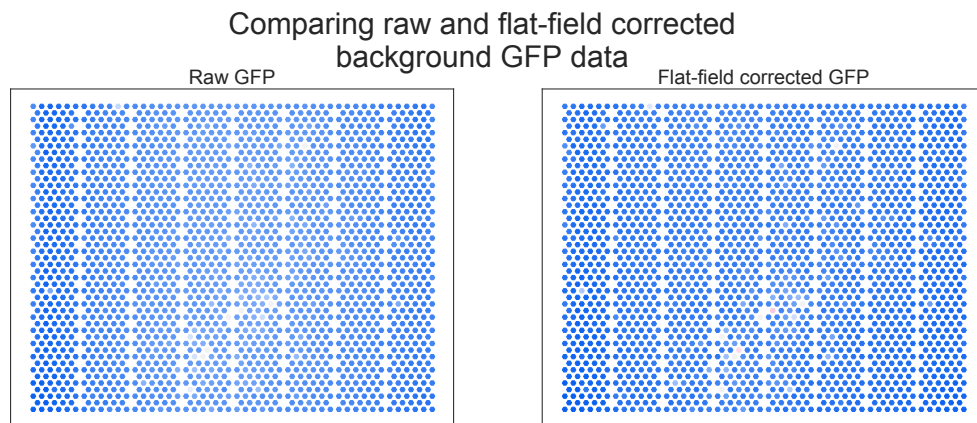 Comparing raw and flat-field corrected
background GFP data
Raw GFP
Flat-field corrected GFP